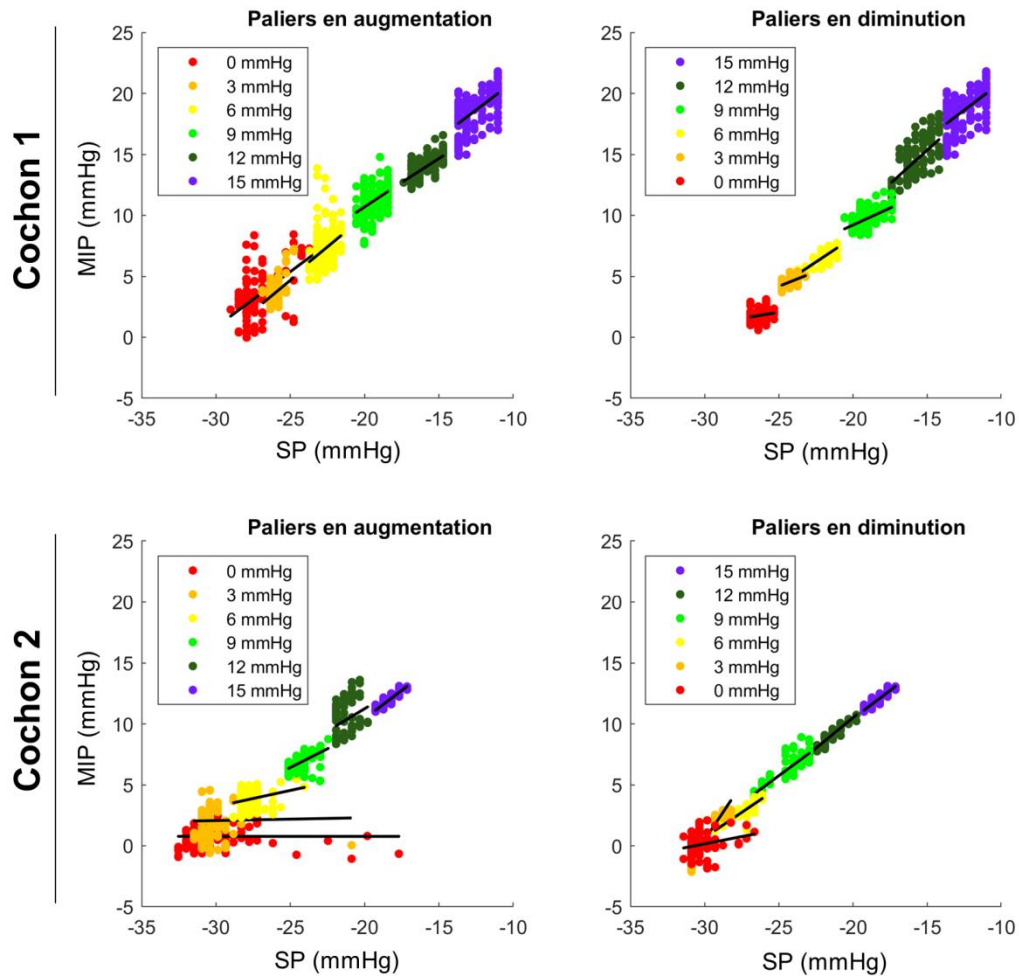 Cochon 1
Paliers en augmentation
25
20
15
10
5
0
-5
MIP (mmHg)
0 mmHg
3 mmHg
6 mmHg
9 mmHg
12 mmHg
15 mmHg
-35 -30 -25 -20 -15 -10
SP (mmHg)
Paliers en diminution
25
20
15
10
5
0
-5
15 mmHg
12 mmHg
9 mmHg
6 mmHg
3 mmHg
0 mmHg
-35 -30 -25 -20 -15 -10
SP (mmHg)
Cochon 2
Paliers en augmentation
25
20
15
10
5
0
-5
MIP (mmHg)
0 mmHg
3 mmHg
6 mmHg
9 mmHg
12 mmHg
15 mmHg
-35 -30 -25 -20 -15 -10
SP (mmHg)
Paliers en diminution
25
20
15
10
5
0
-5
15 mmHg
12 mmHg
9 mmHg
6 mmHg
3 mmHg
0 mmHg
-35 -30 -25 -20 -15 -10
SP (mmHg)